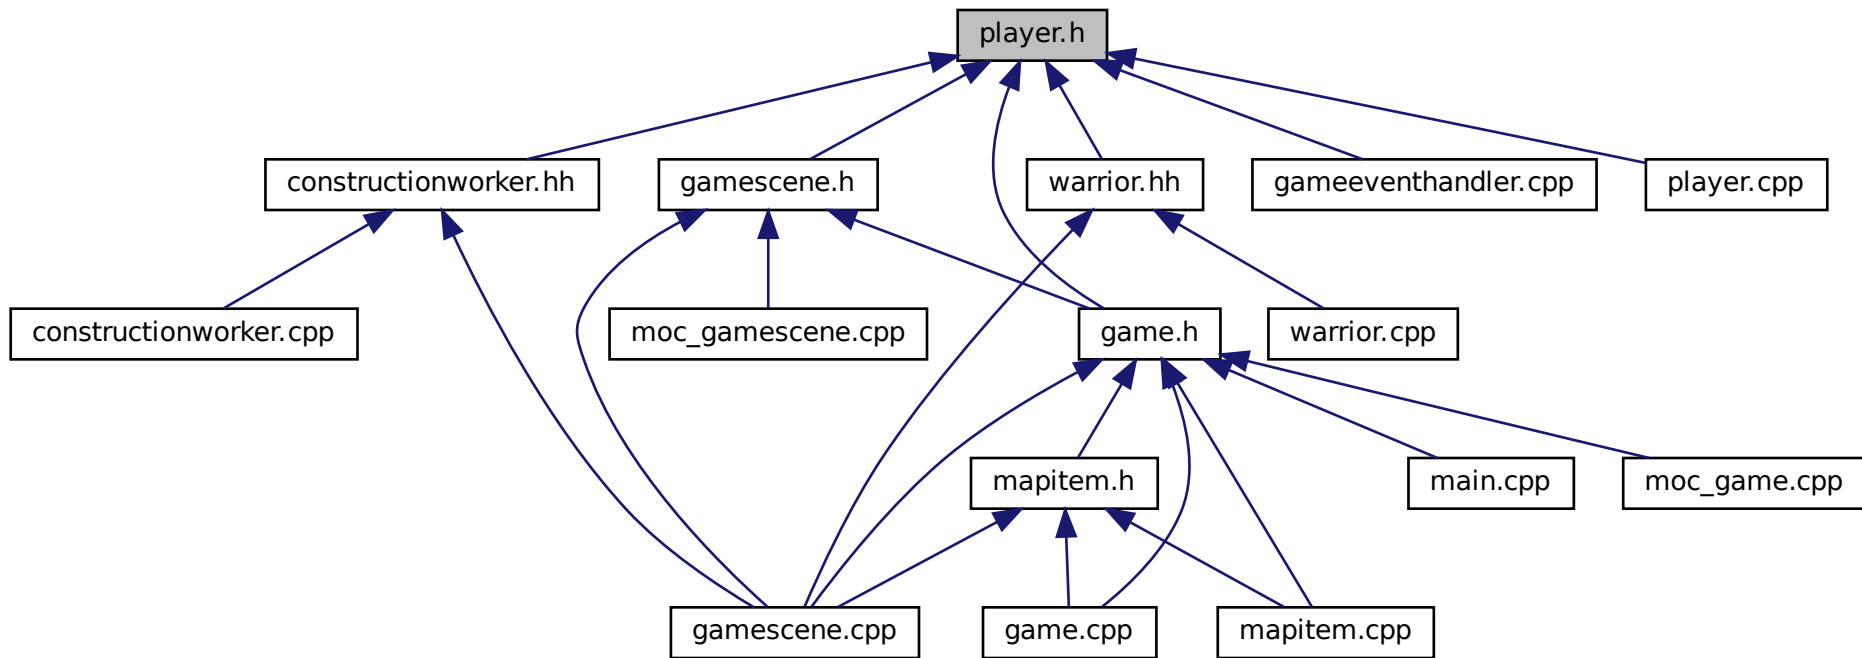 player.h
constructionworker.hh
gamescene.h
warrior.hh
gameeventhandler.cpp
player.cpp
constructionworker.cpp
moc_gamescene.cpp
game.h
warrior.cpp
mapitem.h
main.cpp
moc_game.cpp
gamescene.cpp
game.cpp
mapitem.cpp